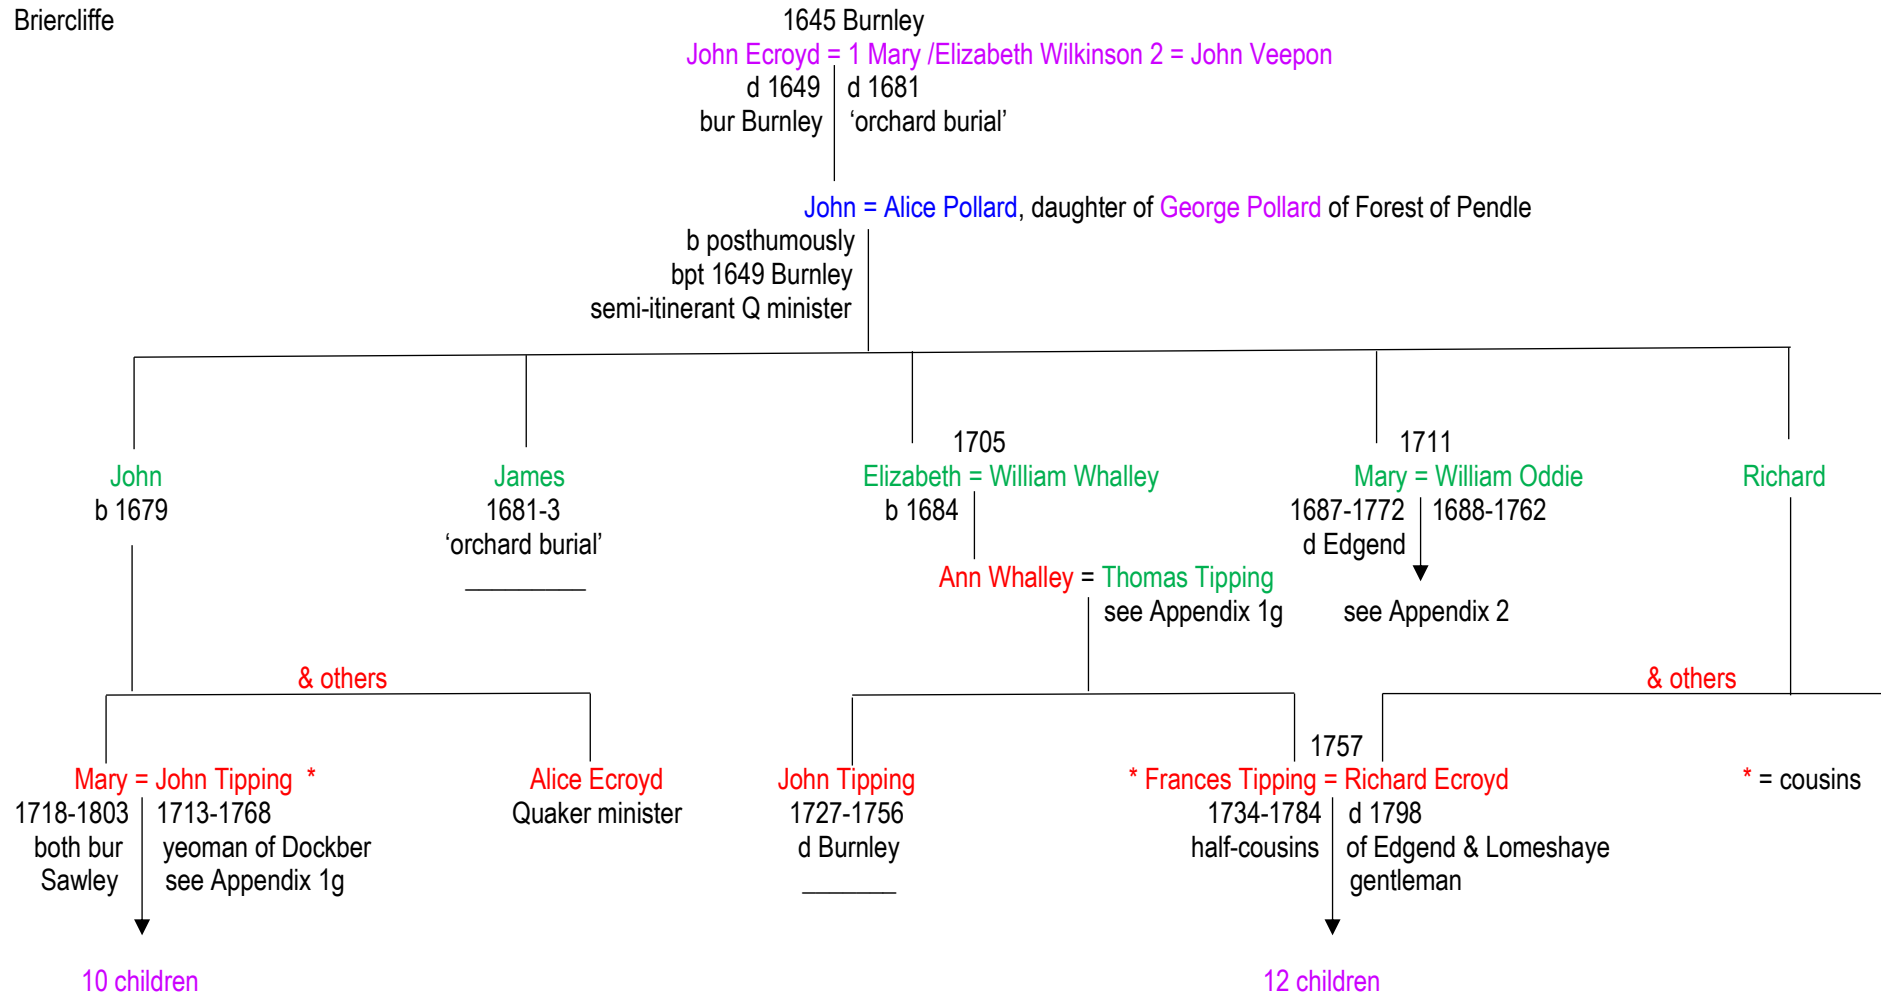 Briercliffe
1645 Burnley
John Ecroyd = 1 Mary /Elizabeth Wilkinson 2 = John Veepon
d 1649 d 1681
bur Burnley ‘orchard burial’
John = Alice Pollard, daughter of George Pollard of Forest of Pendle
b posthumously
bpt 1649 Burnley
semi-itinerant Q minister
1705 1711
John James Elizabeth = William Whalley Mary = William Oddie Richard
b 1679 1681-3 b 1684 1687-1772 1688-1762
‘orchard burial’ d Edgend
Ann Whalley = Thomas Tipping
see Appendix 1g see Appendix 2
& others & others
1757
Mary = John Tipping * Alice Ecroyd John Tipping * Frances Tipping = Richard Ecroyd * = cousins
1718-1803 1713-1768 Quaker minister 1727-1756 1734-1784 d 1798
both bur yeoman of Dockber d Burnley half-cousins of Edgend & Lomeshaye
Sawley see Appendix 1g gentleman
10 children 12 children